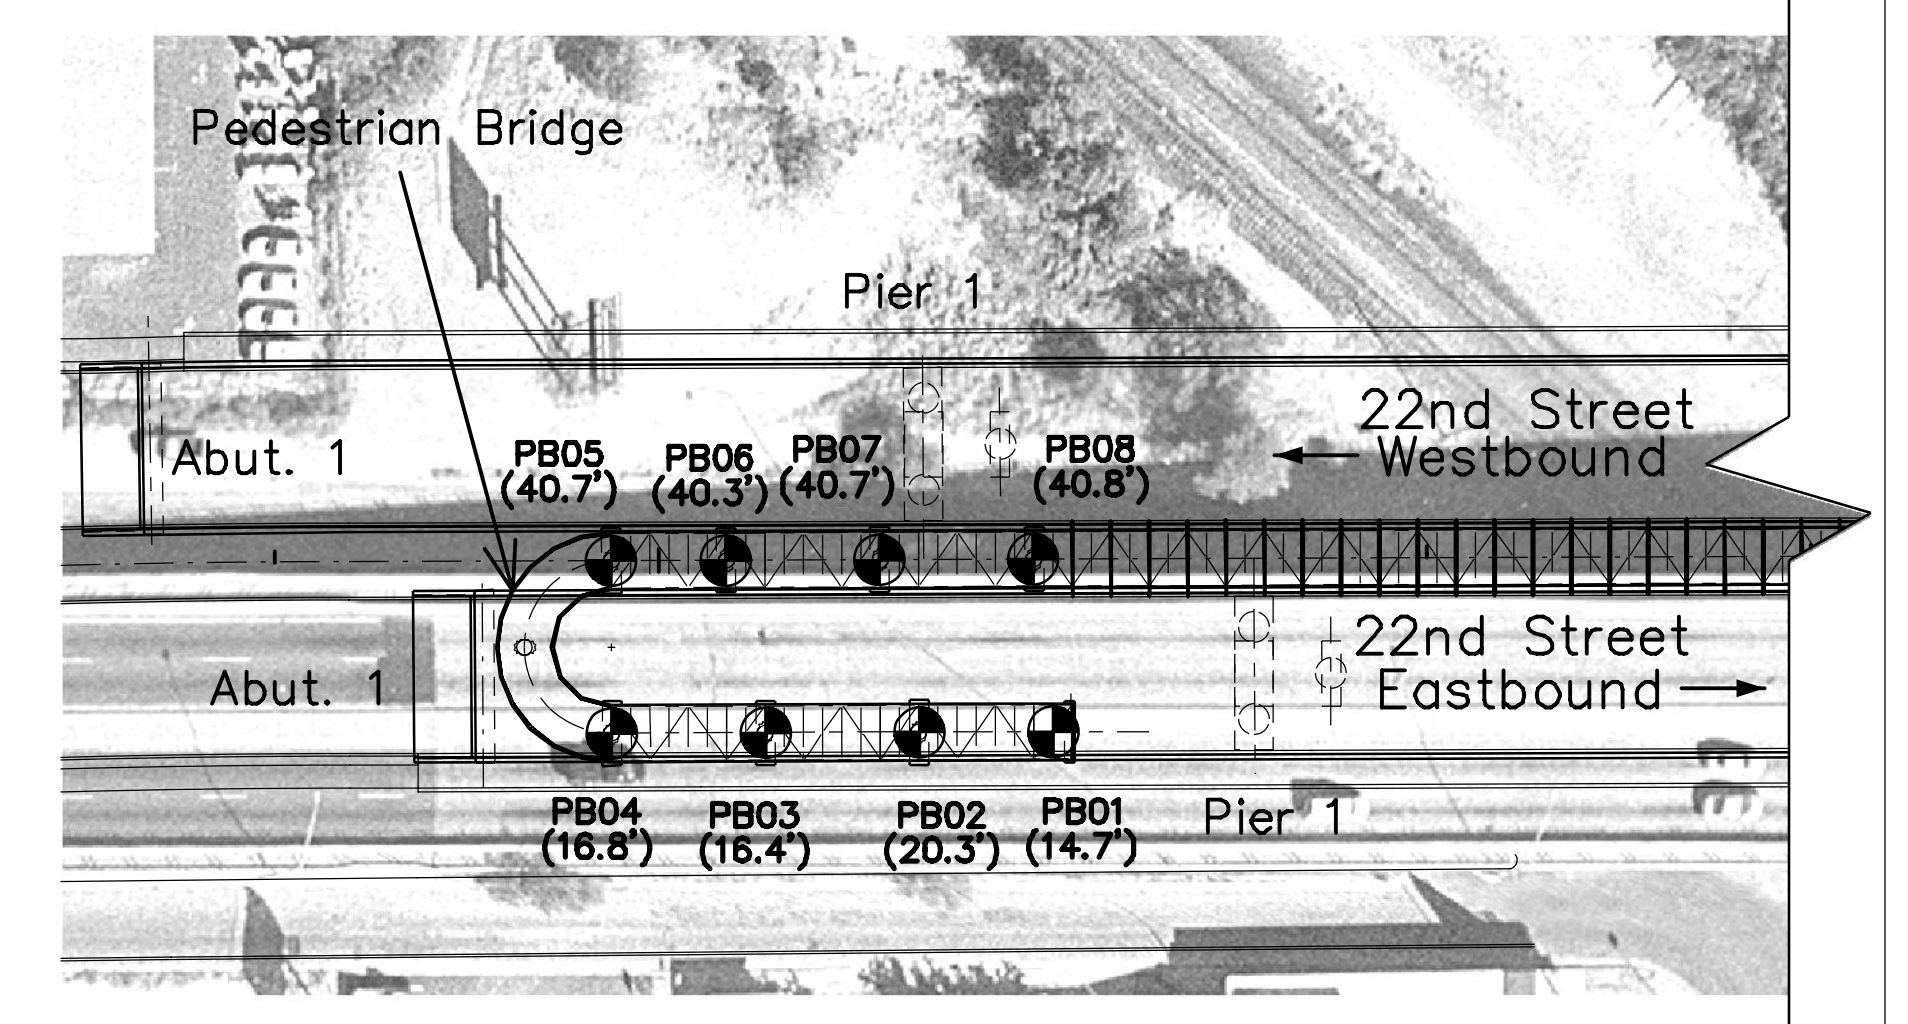 Pedestrian Bridge
Pier 1
22nd Street
Westbound
Abut. 1
PB05
(40.7')
PB06
(40.3')
PB07
(40.7')
PB08
(40.8')
22nd Street
Eastbound
Abut. 1
PB04
(16.8')
PB03
(16.4')
PB02
(20.3')
PB01
(14.7')
Pier 1